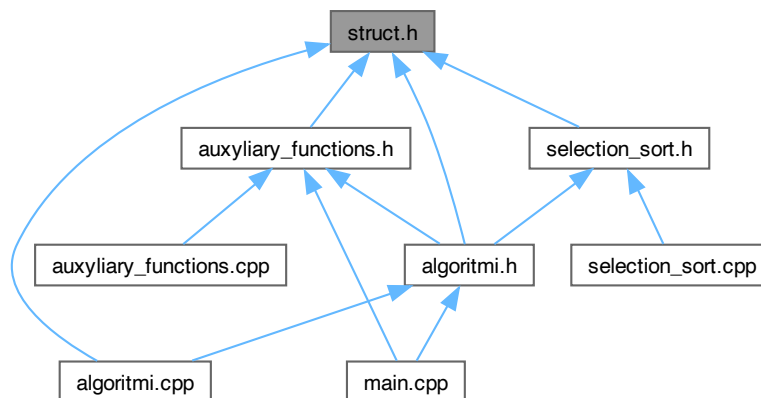 struct.h
auxyliary_functions.h
selection_sort.h
auxyliary_functions.cpp
algoritmi.h
selection_sort.cpp
algoritmi.cpp
main.cpp